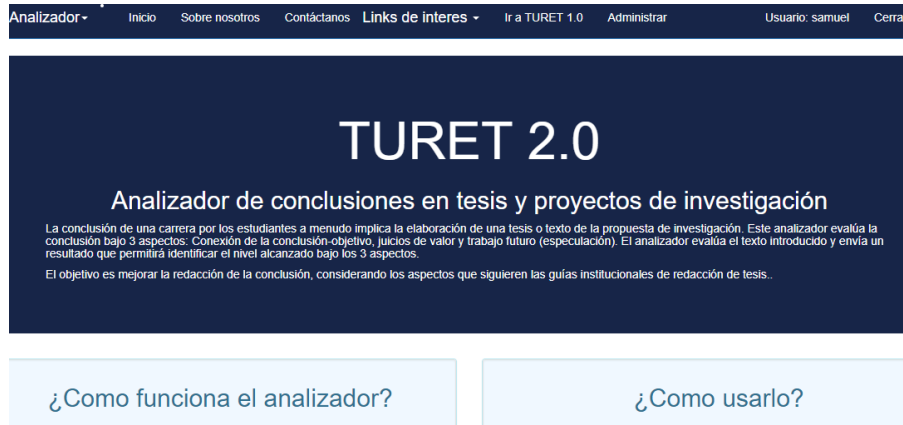 Analizador
Inicio
Sobre nosotros
Contáctanos
Links de interes
Ir a TURET 1.0
Administrar
Usuario: samuel
Cerra
TURET 2.0
Analizador de conclusiones en tesis y proyectos de investigación
La conclusión de una carrera por los estudiantes a menudo implica la elaboración de una tesis o texto de la propuesta de investigación. Este analizador evalúa la
conclusión bajo 3 aspectos: Conexión de la conclusión-objetivo, juicios de valor y trabajo futuro (especulación). El analizador evalúa el texto introducido y envía un
resultado que permitirá identificar el nivel alcanzado bajo los 3 aspectos.
El objetivo es mejorar la redacción de la conclusión, considerando los aspectos que siguieren las guías institucionales de redacción de tesis..
¿Como funciona el analizador?
¿Como usarlo?